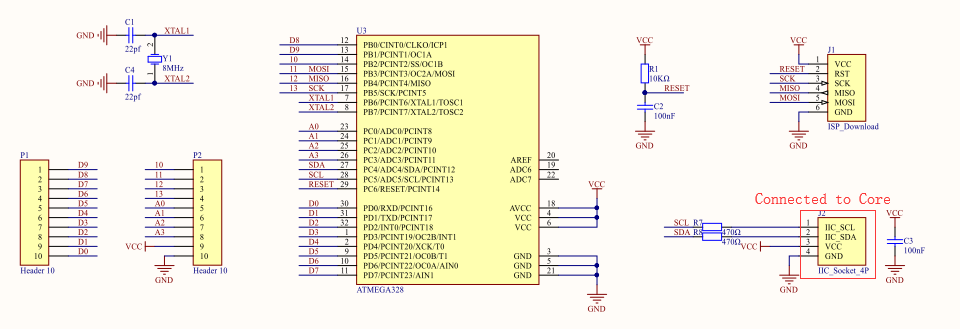 C1
GND
22pf
XTAL1
2
Y1
8MHz
1
C4
GND
22pf
XTAL2
U3
D8 12 PB0/CINT0/CLKO/ICP1
D9 13 PB1/PCINT1/OC1A
10 14 PB2/PCINT2/SS/OC1B
11 MOSI 15 PB3/PCINT3/OC2A/MOSI
12 MISO 16 PB4/PCINT4/MISO
13 SCK 17 PB5/SCK/PCINT5
XTAL1 7 PB6/PCINT6/XTAL1/TOSC1
XTAL2 8 PB7/PCINT7/XTAL2/TOSC2
A0 23 PC0/ADC0/PCINT8
A1 24 PC1/ADC1/PCINT9
A2 25 PC2/ADC2/PCINT10
A3 26 PC3/ADC3/PCINT11
SDA 27 PC4/ADC4/SDA/PCINT12
SCL 28 PC5/ADC5/SCL/PCINT13
RESET 29 PC6/RESET/PCINT14
D0 30 PD0/RXD/PCINT16
D1 31 PD1/TXD/PCINT17
D2 32 PD2/INT0/PCINT18
D3 1 PD3/PCINT19/OC2B/INT1
D4 2 PD4/PCINT20/XCK/T0
D5 9 PD5/PCINT21/OC0B/T1
D6 10 PD6/PCINT22/OC0A/AIN0
D7 11 PD7/PCINT23/AIN1
AREF 20
ADC6 19
ADC7 22
VCC
AVCC 18
VCC 4
VCC 6
GND 3
GND 5
GND 21
GND
ATMEGA328
P1
1 D9
2 D8
3 D7
4 D6
5 D5
6 D4
7 D3
8 D2
9 D1
10 D0
Header 10
P2
10 1
11 2
12 3
13 4
A0 5
A1 6
A2 7
A3 8
VCC 9
10
GND
Header 10
VCC
R1
10KΩ
RESET
C2
100nF
GND
VCC
J1
1 VCC
RESET 2 RST
SCK 3 SCK
MISO 4 MISO
MOSI 5 MOSI
6 GND
GND
ISP_Download
Connected to Core
J2
SCL R7 1 IIC_SCL
SDA R8 470Ω 2 IIC_SDA
470Ω VCC 3 VCC
4 GND
GND
IIC_Socket_4P
VCC
C3
100nF
GND